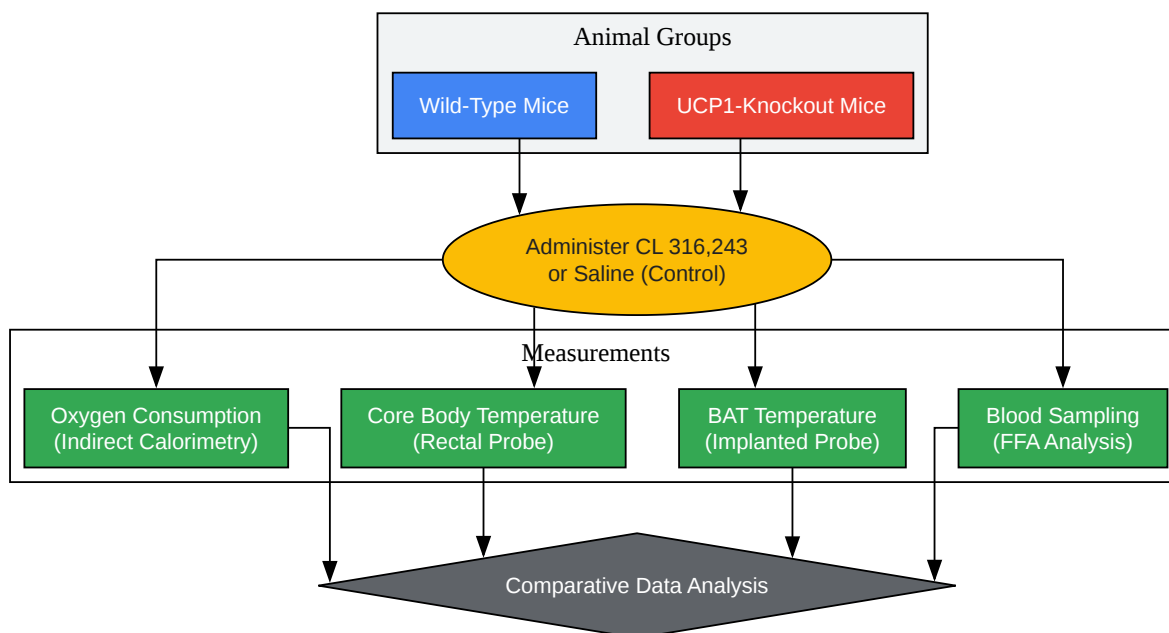 Animal Groups
Wild-Type Mice
UCP1-Knockout Mice
Administer CL 316,243
or Saline (Control)
Measurements
Oxygen Consumption
(Indirect Calorimetry)
Core Body Temperature
(Rectal Probe)
BAT Temperature
(Implanted Probe)
Blood Sampling
(FFA Analysis)
Comparative Data Analysis